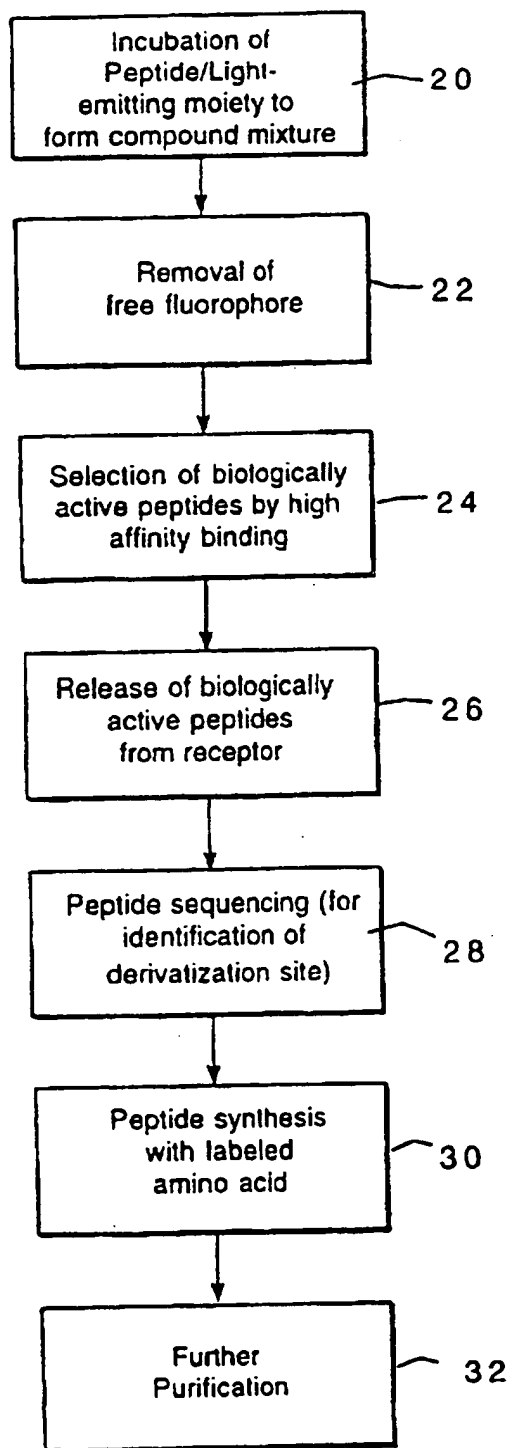 Incubation of
Peptide/Light-
emitting moiety to
form compound mixture
20
Removal of
free fluorophore
22
Selection of biologically
active peptides by high
affinity binding
24
Release of biologically
active peptides
from receptor
26
Peptide sequencing (for
identification of
derivatization site)
28
Peptide synthesis
with labeled
amino acid
30
Further
Purification
32